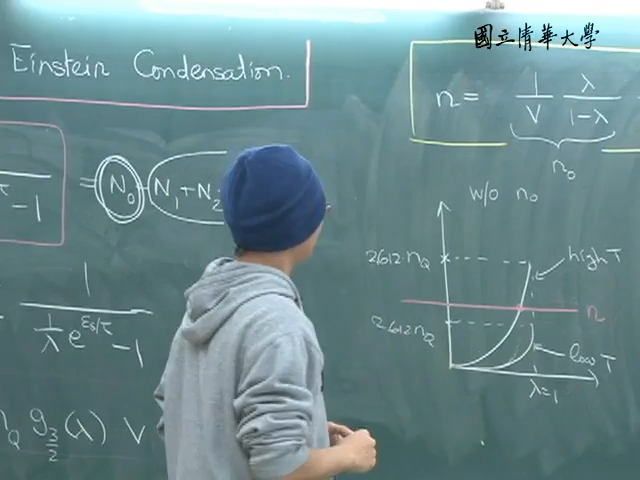 國立清華大學
Einstein Condensation.
n = 1/V λ/(1-λ)
n₀
τ - 1 = N₀ + N₁ + N₂
w/o n₀
2.612 n_Q
high T
n
2.612 n_Q
low T
λ=1
1
1/λ e^{εs/τ} - 1
n_Q g_{3/2}(λ) V